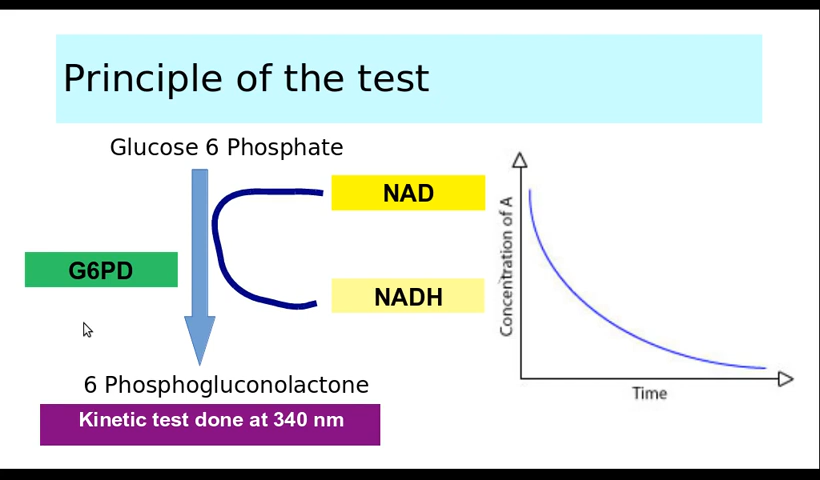 Principle of the test
Glucose 6 Phosphate
NAD
G6PD
NADH
6 Phosphogluconolactone
Kinetic test done at 340 nm
Concentration of A
Time